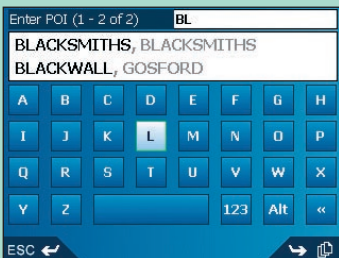 Enter POI (1 - 2 of 2) BL
BLACKSMITHS, BLACKSMITHS
BLACKWALL, GOSFORD
A B C D E F G H
I J K L M N O P
Q R S T U V W X
Y Z 123 Alt «
ESC